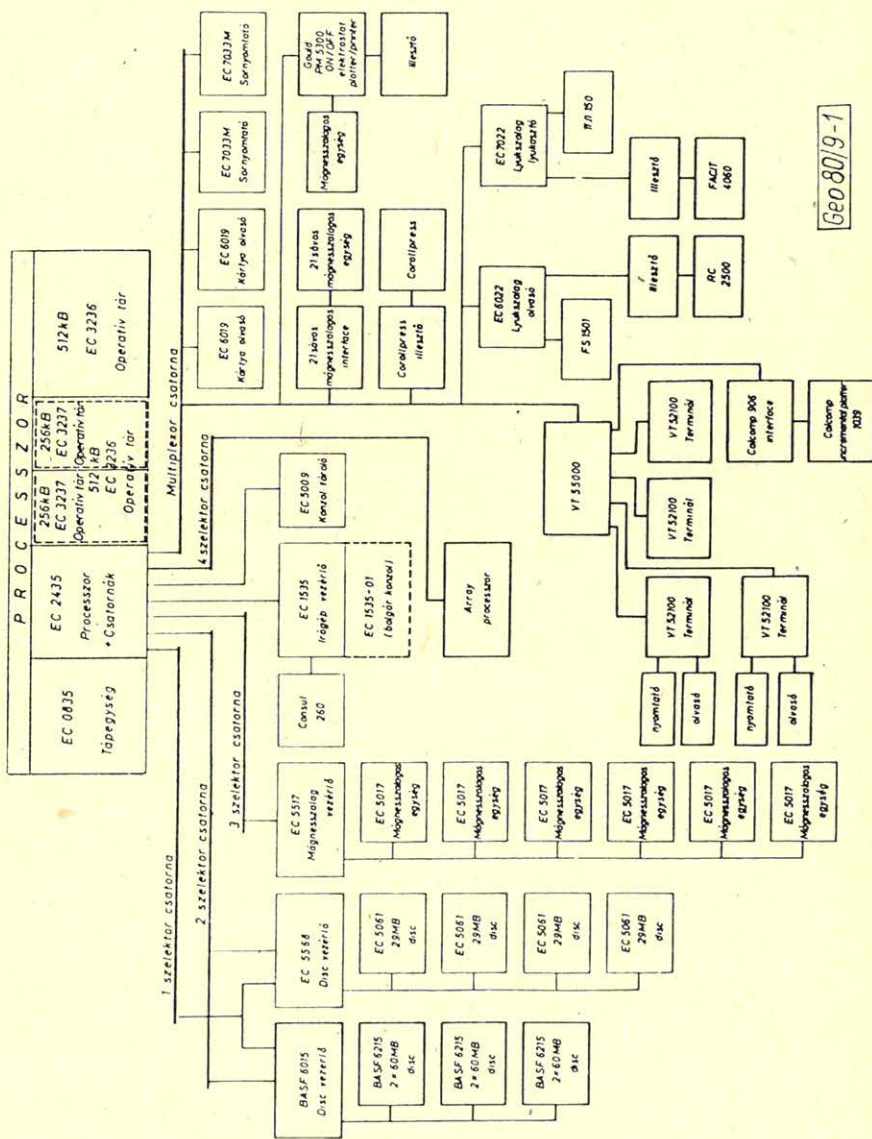 PROCESSZOR
EC 0835
Tápegység
EC 2435
Processzor
+ Csatornák
256kB
EC 3237
Operatív tár
512
kB
EC 3236
Operatív tár
256kB
EC 3237
Operatív tár
512kB
EC 3236
Operatív tár
1 szelektor csatorna
2 szelektor csatorna
3 szelektor csatorna
4 szelektor csatorna
Multiplexor csatorna
BASF 6015
Disc vezérlő
BASF 6215
2 × 60MB
disc
BASF 6215
2 × 60MB
disc
BASF 6215
2 × 60MB
disc
EC 5568
Disc vezérlő
EC 5061
29MB
disc
EC 5061
29MB
disc
EC 5061
29MB
disc
EC 5061
29MB
disc
EC 5517
Mágnesszalag
vezérlő
EC 5017
Mágnesszalagos
egység
EC 5017
Mágnesszalagos
egység
EC 5017
Mágnesszalagos
egység
EC 5017
Mágnesszalagos
egység
EC 5017
Mágnesszalagos
egység
EC 5017
Mágnesszalagos
egység
Consul
260
EC 1535
Írógép vezérlő
EC 1535-01
(bolgár konzol)
EC 5009
Konzol tároló
Array
processzor
EC 6019
Kártya olvasó
EC 6019
Kártya olvasó
EC 7033M
Sornyomtató
EC 7033M
Sornyomtató
21 sávos
mágnesszalagos
interface
21 sávos
mágnesszalagos
egység
Mágnesszalagos
egység
Gould
PM 5300
ON/OFF
elektrostat
plotter/printer
Illesztő
Corallpress
illesztő
Corallpress
EC 6022
Lyukszalag
olvasó
FS 1501
Illesztő
RC
2500
EC 7022
Lyukszalag
lyukasztó
ПЛ 150
Illesztő
FACIT
4060
VT 55000
VT 52100
Terminál
nyomtató
olvasó
VT 52100
Terminál
nyomtató
olvasó
VT 52100
Terminál
VT 52100
Terminál
Calcomp 906
interface
Calcomp
incremental plotter
1039
Geo 80/9-1